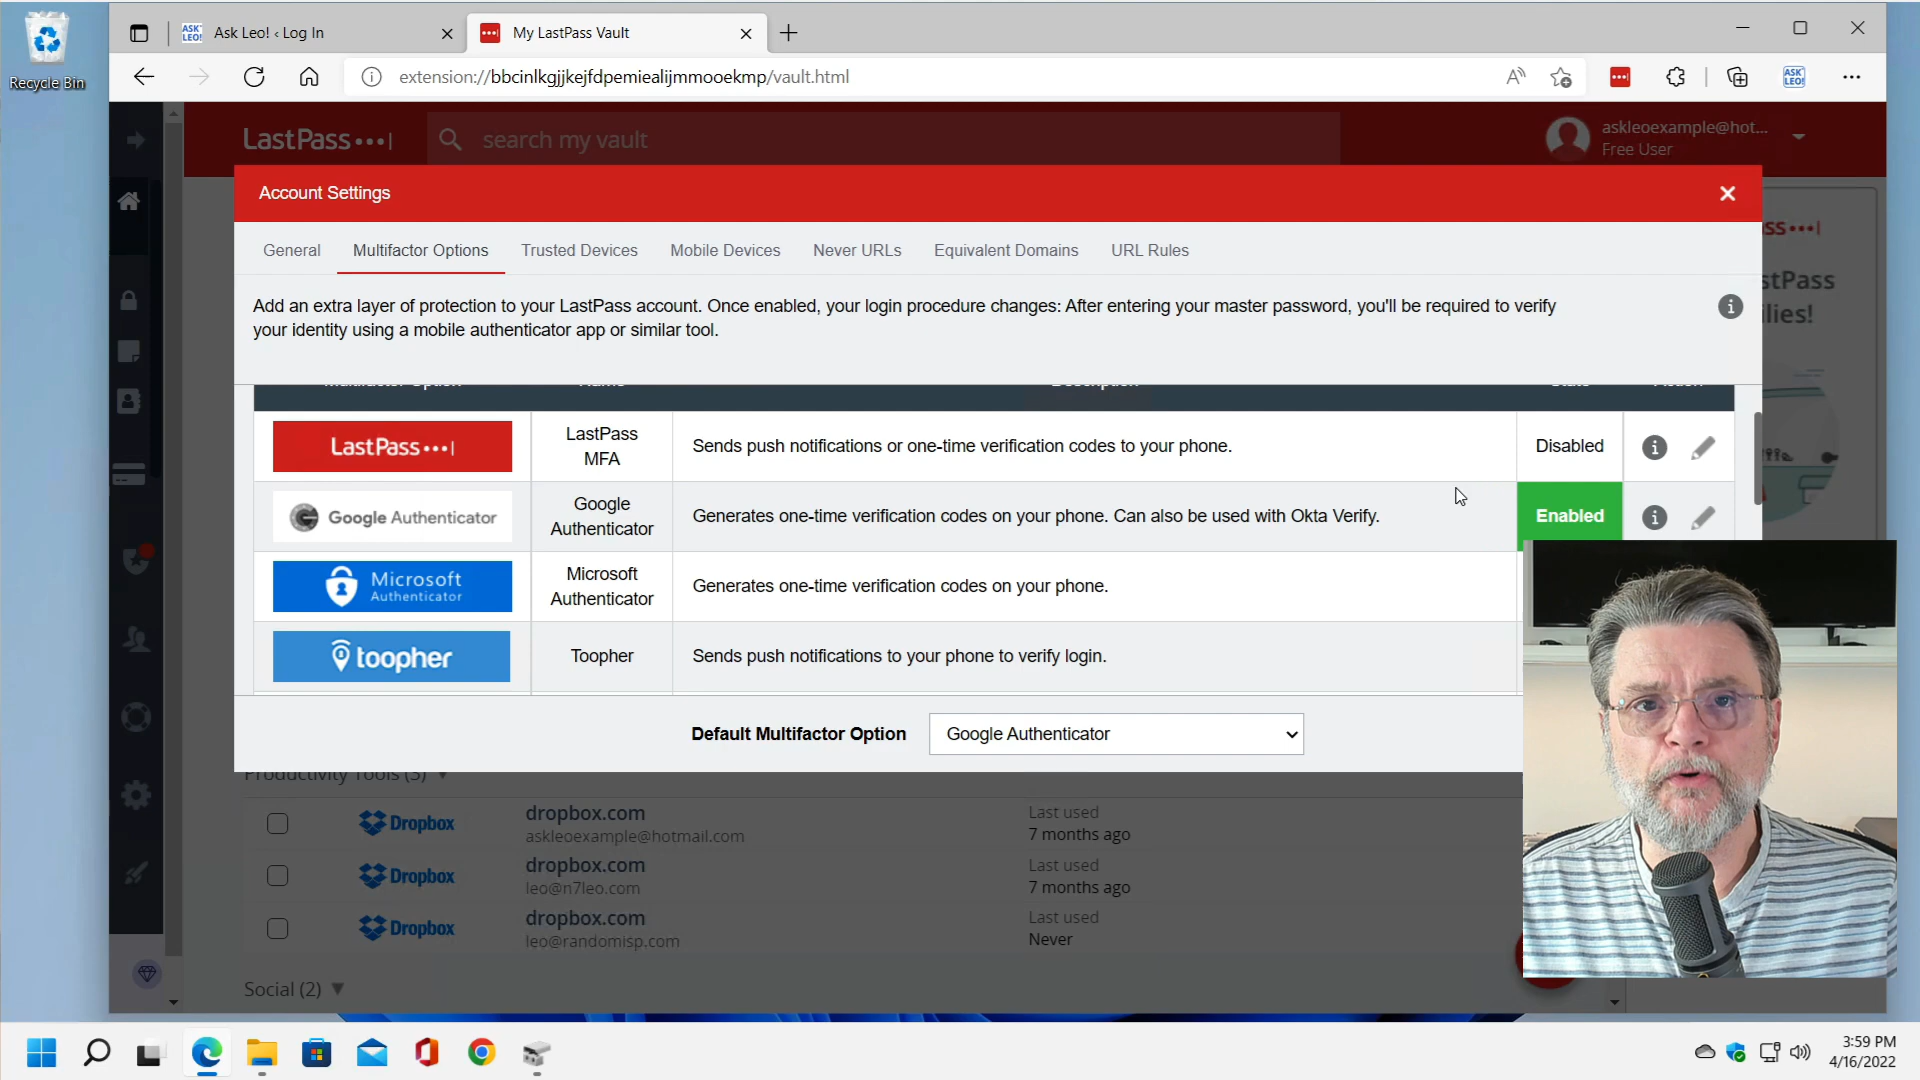 Recycle Bin
ASK LEO!
Ask Leo! ‹ Log In
My LastPass Vault
extension://bbcinlkgjjkejfdpemiealijmmooekmp/vault.html
ASK LEO!
LastPass
search my vault
askleoexample@hot...
Free User
Account Settings
General
Multifactor Options
Trusted Devices
Mobile Devices
Never URLs
Equivalent Domains
URL Rules
Add an extra layer of protection to your LastPass account. Once enabled, your login procedure changes: After entering your master password, you'll be required to verify
your identity using a mobile authenticator app or similar tool.
LastPass
LastPass
MFA
Sends push notifications or one-time verification codes to your phone.
Disabled
Google Authenticator
Google
Authenticator
Generates one-time verification codes on your phone. Can also be used with Okta Verify.
Enabled
Microsoft
Authenticator
Microsoft
Authenticator
Generates one-time verification codes on your phone.
toopher
Toopher
Sends push notifications to your phone to verify login.
Default Multifactor Option
Google Authenticator
Productivity Tools (3)
Dropbox
dropbox.com
askleoexample@hotmail.com
Last used
7 months ago
Dropbox
dropbox.com
leo@n7leo.com
Last used
7 months ago
Dropbox
dropbox.com
leo@randomisp.com
Last used
Never
Social (2)
3:59 PM
4/16/2022